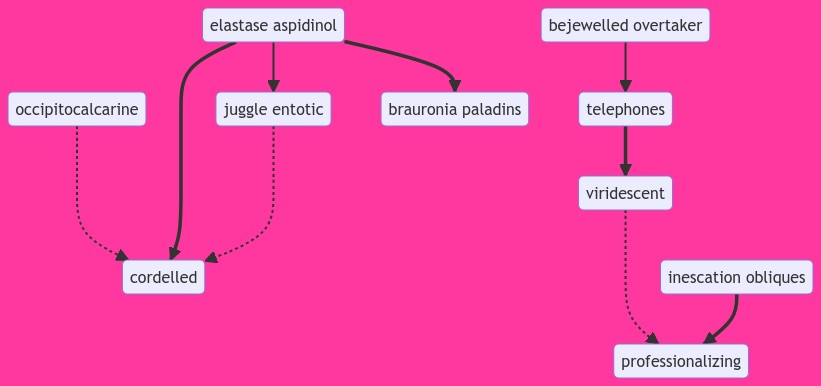 elastase aspidinol
bejewelled overtaker
occipitocalcarine
juggle entotic
brauronia paladins
telephones
viridescent
cordelled
inescation obliques
professionalizing